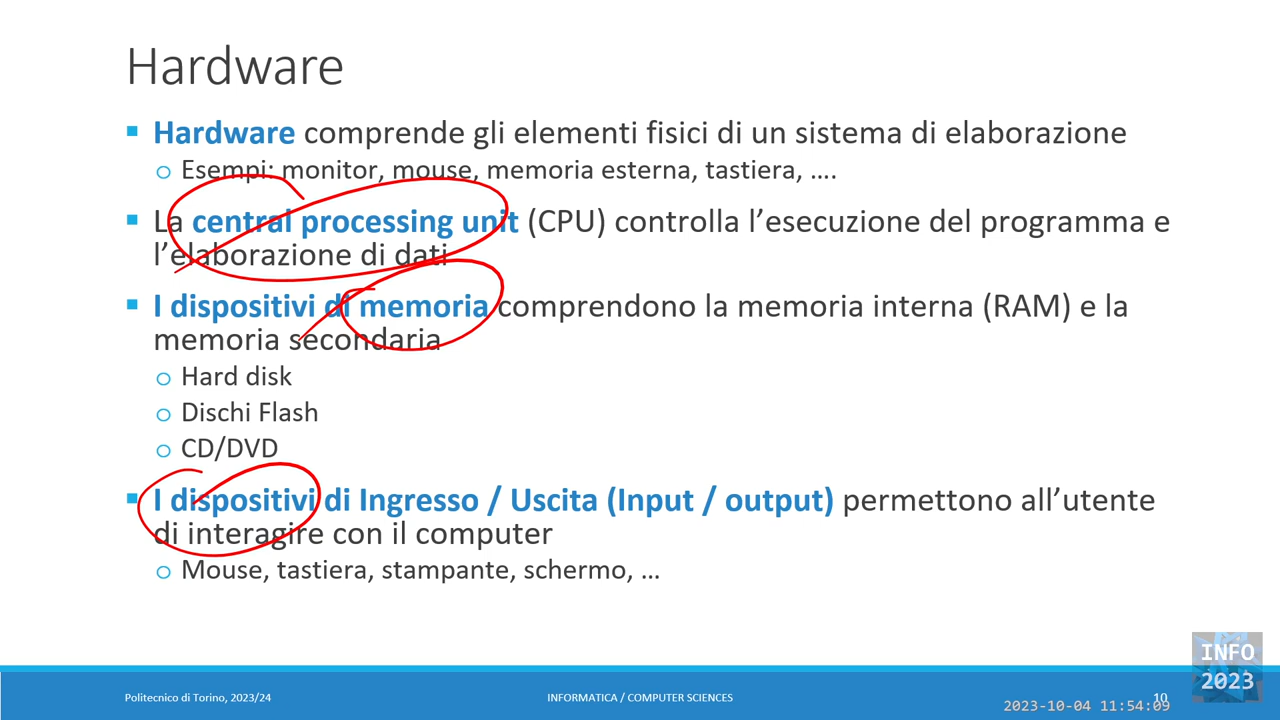 Hardware
Hardware comprende gli elementi fisici di un sistema di elaborazione
Esempi: monitor, mouse, memoria esterna, tastiera, ….
La central processing unit (CPU) controlla l’esecuzione del programma e
l’elaborazione di dati
I dispositivi di memoria comprendono la memoria interna (RAM) e la
memoria secondaria
Hard disk
Dischi Flash
CD/DVD
I dispositivi di Ingresso / Uscita (Input / output) permettono all’utente
di interagire con il computer
Mouse, tastiera, stampante, schermo, …
INFO
2023
Politecnico di Torino, 2023/24
INFORMATICA / COMPUTER SCIENCES
10
2023-10-04 11:54:09